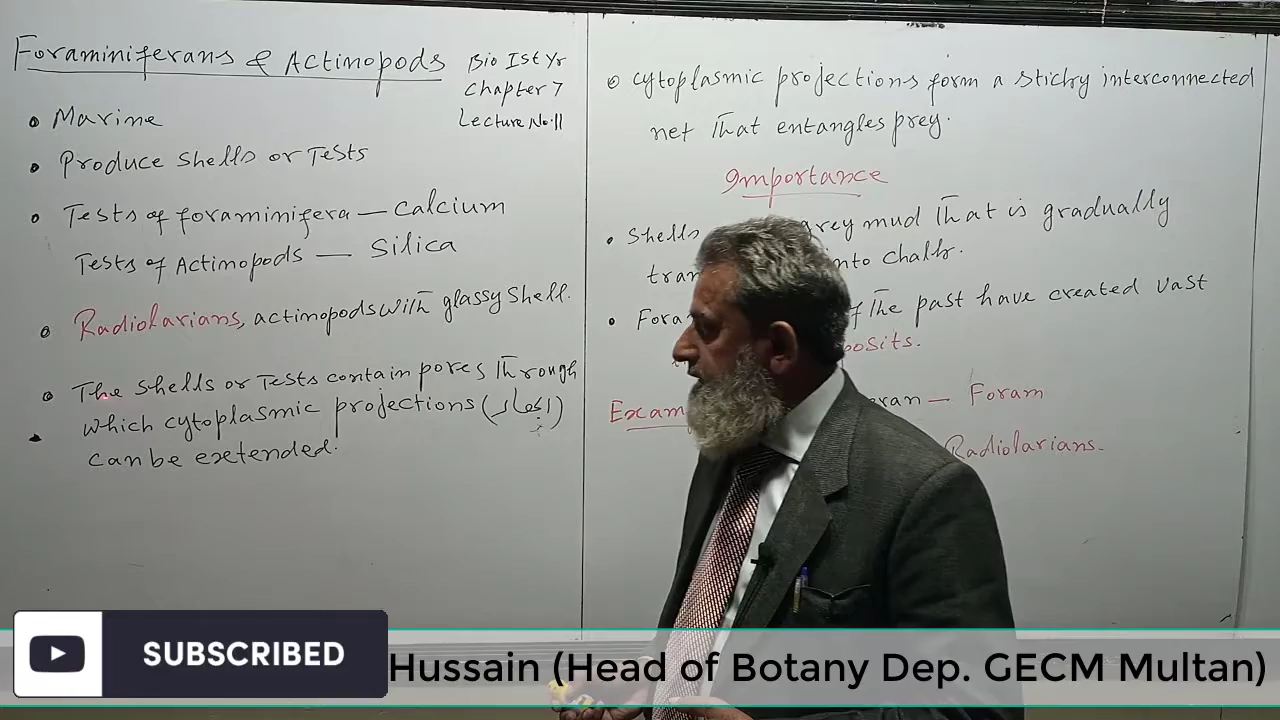 Foraminiferans & Actinopods
Bio Ist Yr
Chapter 7
Lecture No.11
• Marine
• Produce shells or Tests
• Tests of foraminifera — Calcium
Tests of Actinopods — Silica
• Radiolarians, actinopods with glassy shell.
• The shells or Tests contain pores through
which cytoplasmic projections (ابھار)
can be extended.
• Cytoplasmic projections form a sticky interconnected
net that entangles prey.
Importance
• Shells grey mud that is gradually
into chalk.
• of the past have created vast
Radiolarians.
— Foram
SUBSCRIBED
Hussain (Head of Botany Dep. GECM Multan)